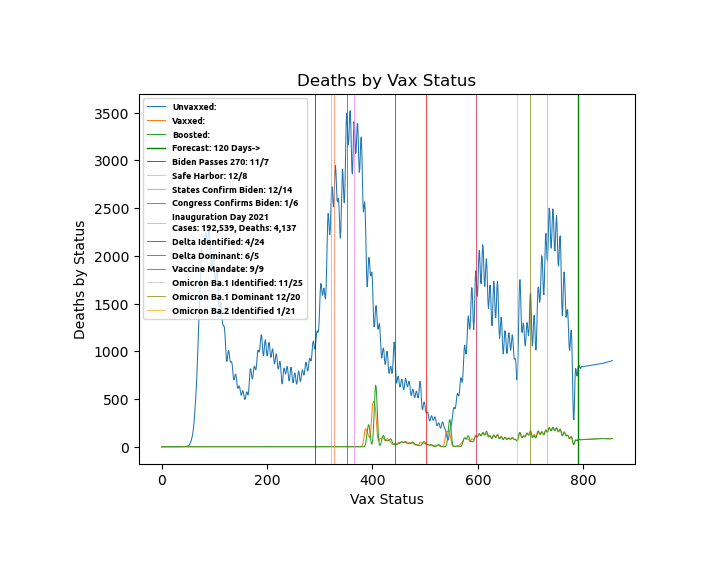 Deaths by Vax Status
Deaths by Status
3500
3000
2500
2000
1500
1000
500
0
Unvaxxed:
Vaxxed:
Boosted:
Forecast: 120 Days->
Biden Passes 270: 11/7
Safe Harbor: 12/8
States Confirm Biden: 12/14
Congress Confirms Biden: 1/6
Inauguration Day 2021
Cases: 192,539, Deaths: 4,137
Delta Identified: 4/24
Delta Dominant: 6/5
Vaccine Mandate: 9/9
Omicron Ba.1 Identified: 11/25
Omicron Ba.1 Dominant 12/20
Omicron Ba.2 Identified 1/21
0 200 400 600 800
Vax Status